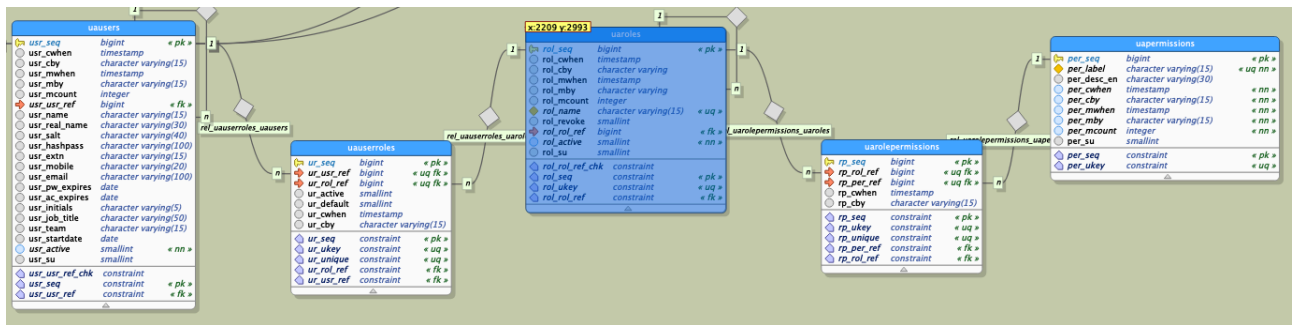 uausers
usr_seq bigint « pk »
usr_cwhen timestamp
usr_cby character varying(15)
usr_mwhen timestamp
usr_mby character varying(15)
usr_mcount integer
usr_usr_ref bigint « fk »
usr_name character varying(15)
usr_real_name character varying(30)
usr_salt character varying(40)
usr_hashpass character varying(100)
usr_extn character varying(15)
usr_mobile character varying(20)
usr_email character varying(100)
usr_pw_expires date
usr_ac_expires date
usr_initials character varying(5)
usr_job_title character varying(50)
usr_team character varying(15)
usr_startdate date
usr_active smallint « nn »
usr_su smallint
usr_usr_ref_chk constraint
usr_seq constraint « pk »
usr_usr_ref constraint « fk »
1
1
n
rel_uauserroles_uausers
n
uauserroles
ur_seq bigint « pk »
ur_usr_ref bigint « uq fk »
ur_rol_ref bigint « uq fk »
ur_active smallint
ur_default smallint
ur_cwhen timestamp
ur_cby character varying(15)
ur_seq constraint « pk »
ur_ukey constraint « uq »
ur_unique constraint « uq »
ur_rol_ref constraint « fk »
ur_usr_ref constraint « fk »
n
rel_uauserroles_uarol
1
x:2209 y:2993
uaroles
rol_seq bigint « pk »
rol_cwhen timestamp
rol_cby character varying
rol_mwhen timestamp
rol_mby character varying
rol_mcount integer
rol_name character varying(15) « uq »
rol_revoke smallint
rol_rol_ref bigint « fk »
rol_active smallint « nn »
rol_su smallint
rol_rol_ref_chk constraint
rol_seq constraint « pk »
rol_ukey constraint « uq »
rol_rol_ref constraint « fk »
1
1
n
l_uarolepermissions_uaroles
n
uarolepermissions
rp_seq bigint « pk »
rp_rol_ref bigint « uq fk »
rp_per_ref bigint « uq fk »
rp_cwhen timestamp
rp_cby character varying(15)
rp_seq constraint « pk »
rp_ukey constraint « uq »
rp_unique constraint « uq »
rp_per_ref constraint « fk »
rp_rol_ref constraint « fk »
n
rel_uarolepermissions_uape
1
uapermissions
per_seq bigint « pk »
per_label character varying(15) « uq nn »
per_desc_en character varying(30)
per_cwhen timestamp « nn »
per_cby character varying(15) « nn »
per_mwhen timestamp « nn »
per_mby character varying(15) « nn »
per_mcount integer « nn »
per_su smallint
per_seq constraint « pk »
per_ukey constraint « uq »